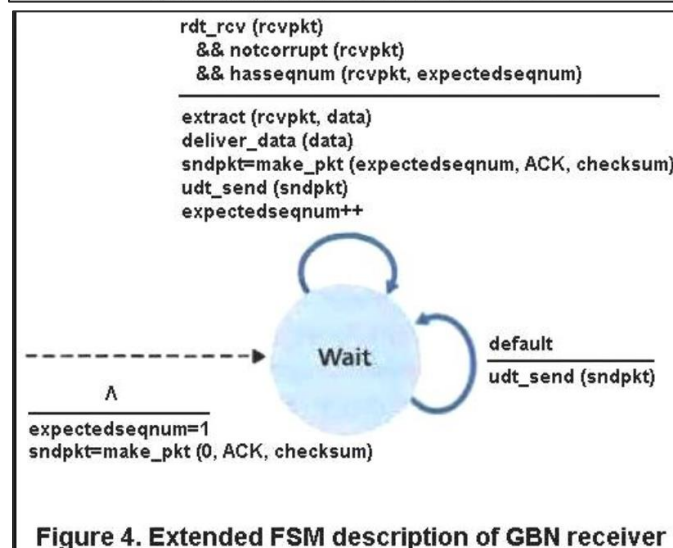 rdt_rcv (rcvpkt)
&& notcorrupt (rcvpkt)
&& hasseqnum (rcvpkt, expectedseqnum)
extract (rcvpkt, data)
deliver_data (data)
sndpkt=make_pkt (expectedseqnum, ACK, checksum)
udt_send (sndpkt)
expectedseqnum++
Wait
default
udt_send (sndpkt)
Λ
expectedseqnum=1
sndpkt=make_pkt (0, ACK, checksum)
Figure 4. Extended FSM description of GBN receiver